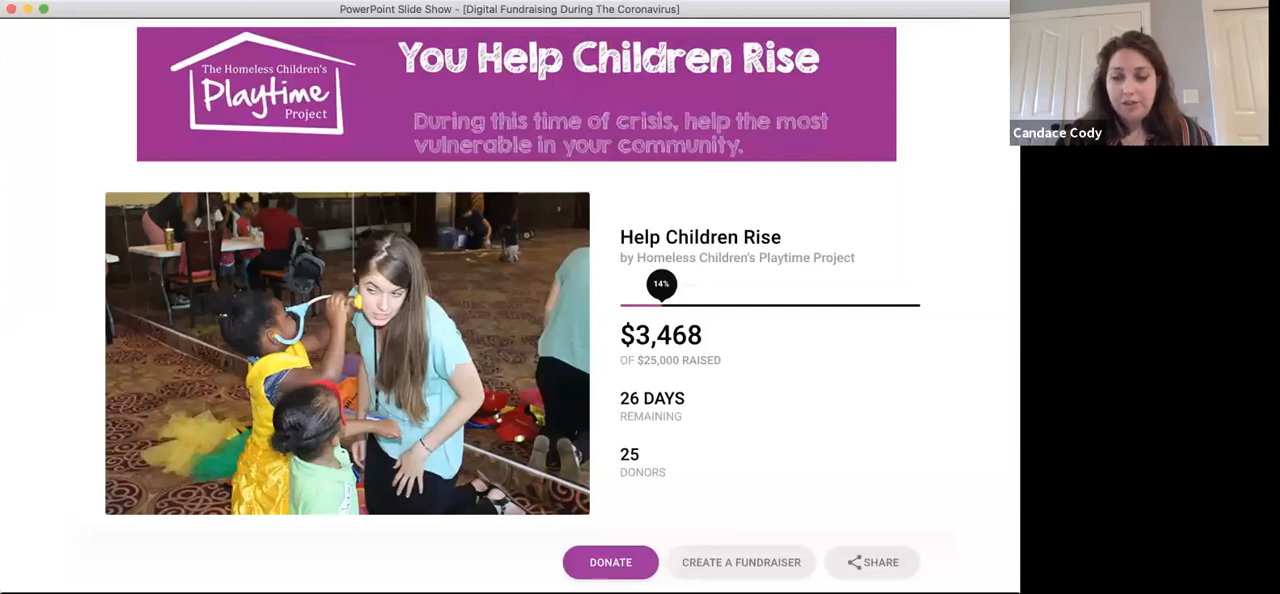 PowerPoint Slide Show - [Digital Fundraising During The Coronavirus]
The Homeless Children's
Playtime
Project
You Help Children Rise
During this time of crisis, help the most
vulnerable in your community.
Candace Cody
Help Children Rise
by Homeless Children's Playtime Project
14%
$3,468
OF $25,000 RAISED
26 DAYS
REMAINING
25
DONORS
DONATE
CREATE A FUNDRAISER
SHARE